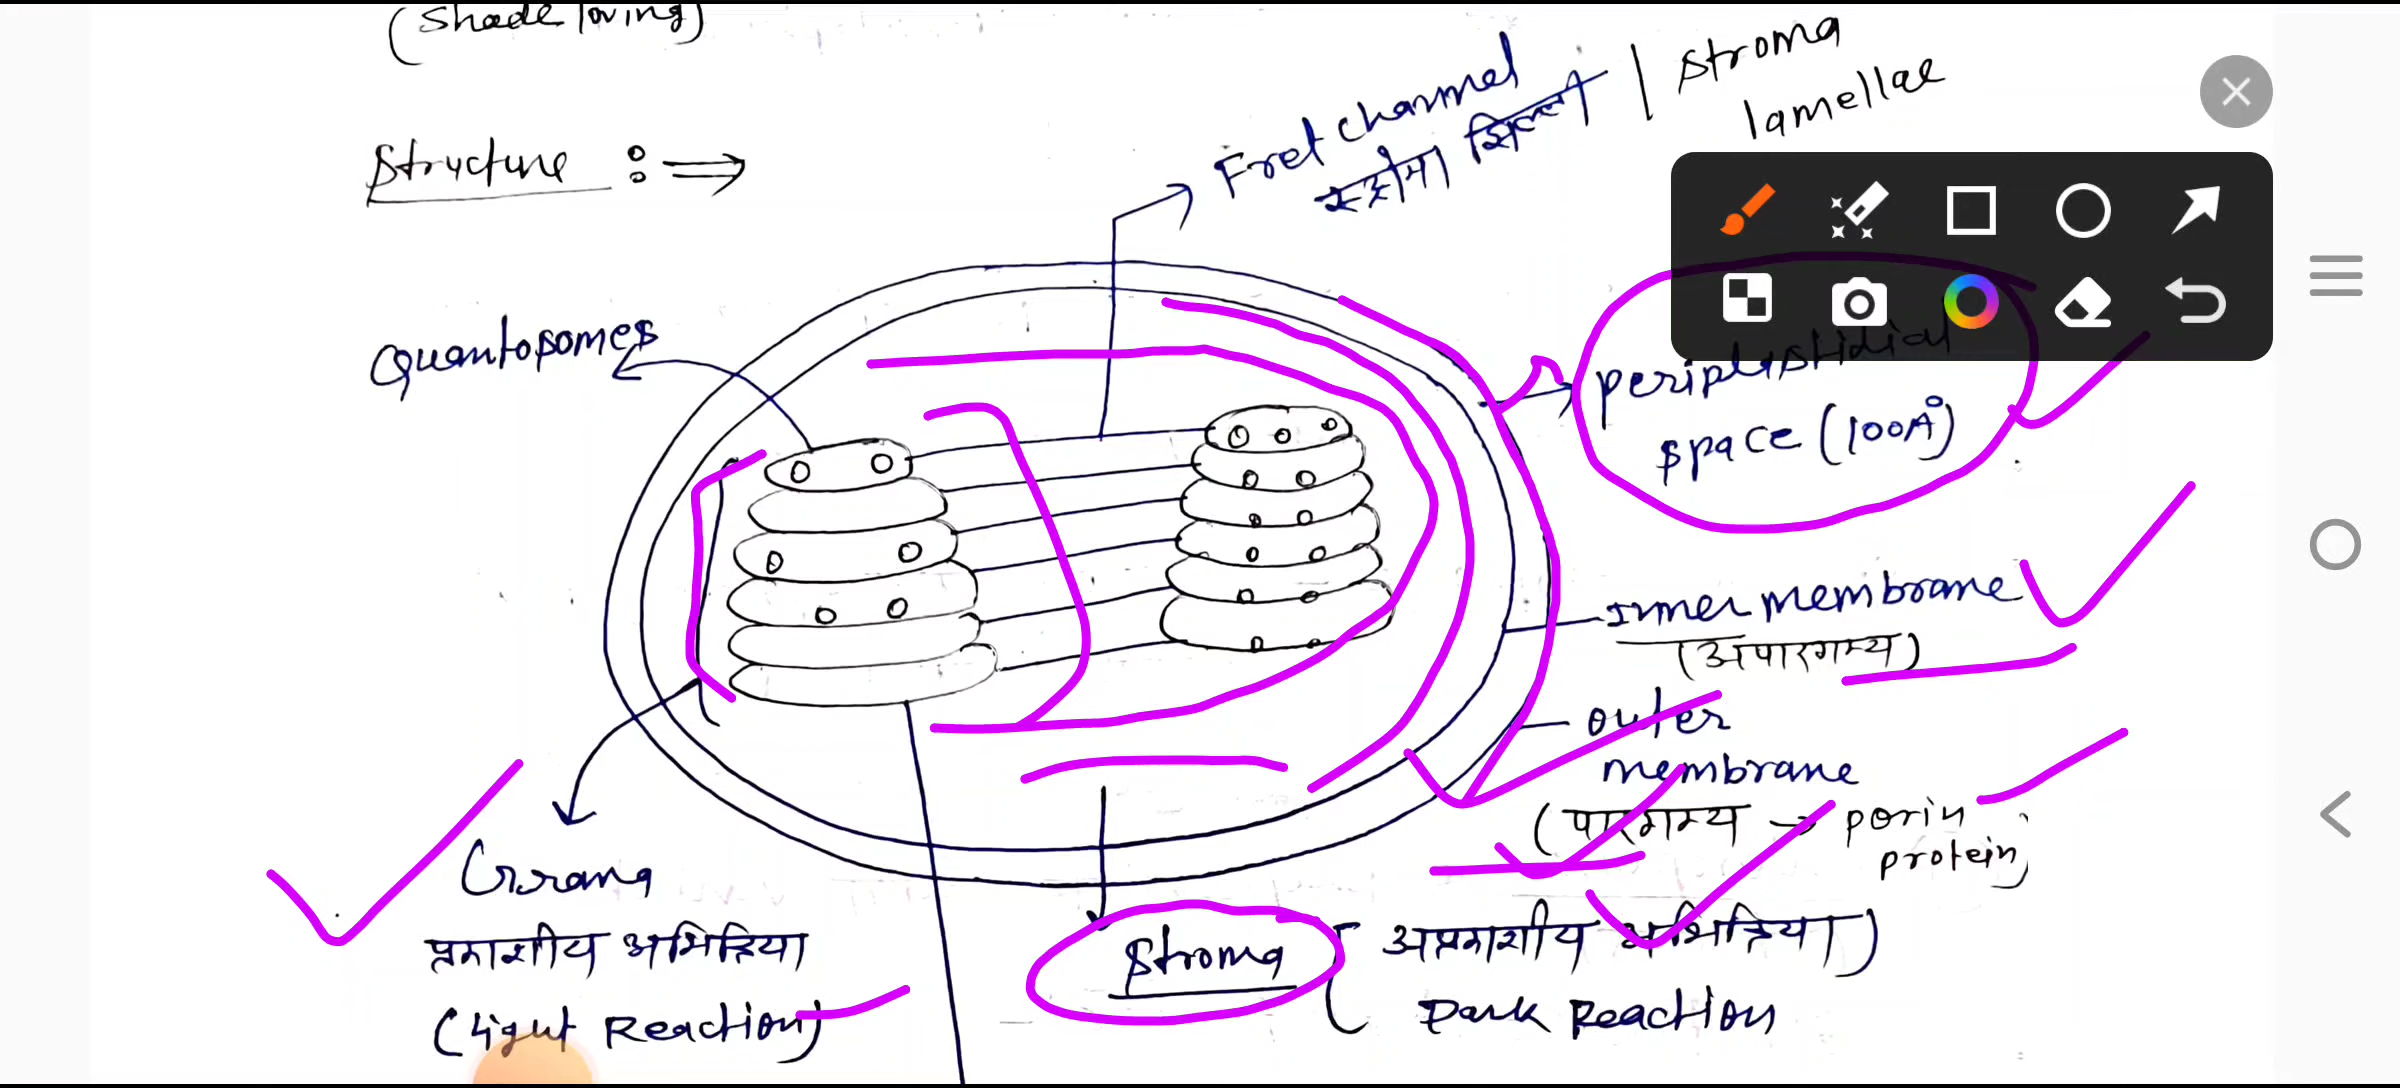 (Shade loving)
Structure :⇒
Fret channel | stroma
स्ट्रोमा lamellae
Quantosomes
periplastidial
space (100A°)
Inner membrane
(अपारगम्य)
outer
membrane
(पारगम्य → porin
protein)
Grana
प्रकाशीय अभिक्रिया
(Light Reaction)
Stroma
(अप्रकाशीय अभिक्रिया)
Dark Reaction